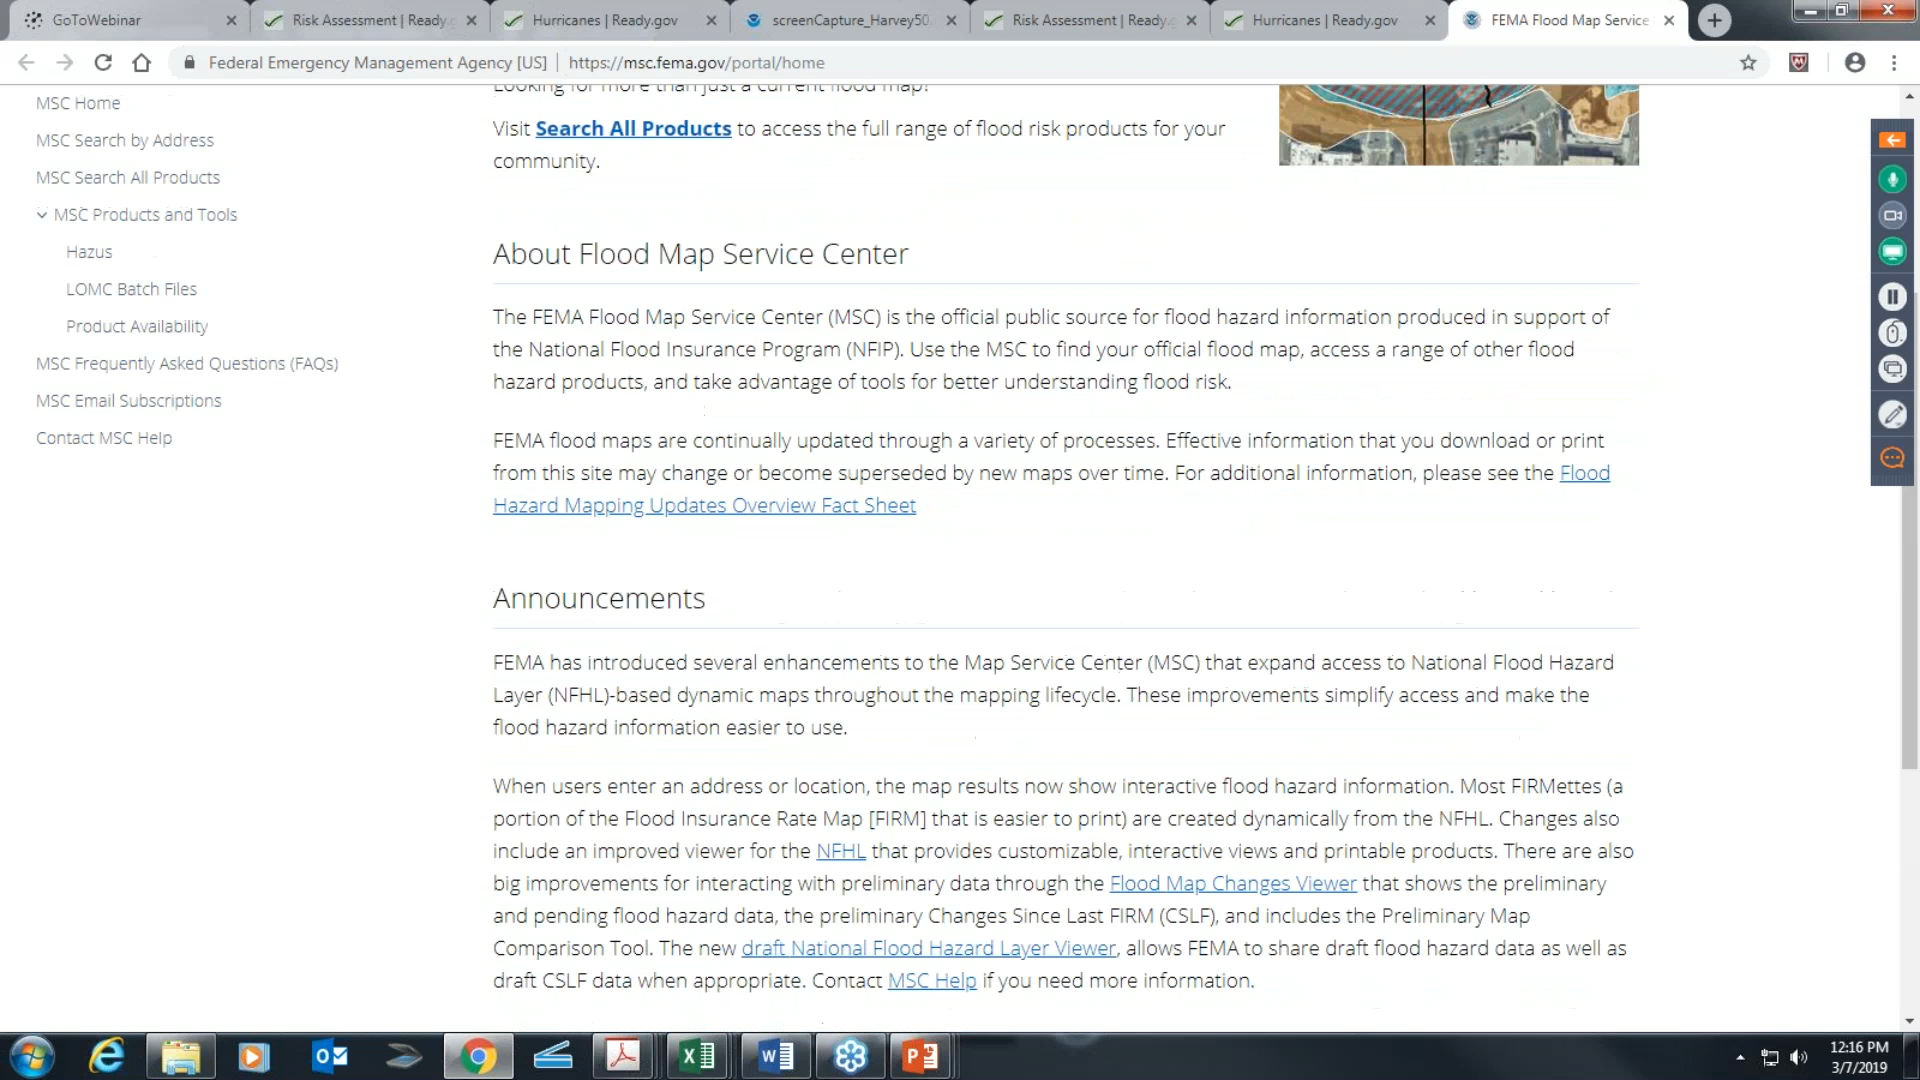 GoToWebinar
Risk Assessment | Ready.
Hurricanes | Ready.gov
screenCapture_Harvey50.
Risk Assessment | Ready.g
Hurricanes | Ready.gov
FEMA Flood Map Service
Federal Emergency Management Agency [US] | https://msc.fema.gov/portal/home
MSC Home
MSC Search by Address
MSC Search All Products
MSC Products and Tools
Hazus
LOMC Batch Files
Product Availability
MSC Frequently Asked Questions (FAQs)
MSC Email Subscriptions
Contact MSC Help
Looking for more than just a current flood map?
Visit Search All Products to access the full range of flood risk products for your
community.
About Flood Map Service Center
The FEMA Flood Map Service Center (MSC) is the official public source for flood hazard information produced in support of
the National Flood Insurance Program (NFIP). Use the MSC to find your official flood map, access a range of other flood
hazard products, and take advantage of tools for better understanding flood risk.
FEMA flood maps are continually updated through a variety of processes. Effective information that you download or print
from this site may change or become superseded by new maps over time. For additional information, please see the Flood
Hazard Mapping Updates Overview Fact Sheet
Announcements
FEMA has introduced several enhancements to the Map Service Center (MSC) that expand access to National Flood Hazard
Layer (NFHL)-based dynamic maps throughout the mapping lifecycle. These improvements simplify access and make the
flood hazard information easier to use.
When users enter an address or location, the map results now show interactive flood hazard information. Most FIRMettes (a
portion of the Flood Insurance Rate Map [FIRM] that is easier to print) are created dynamically from the NFHL. Changes also
include an improved viewer for the NFHL that provides customizable, interactive views and printable products. There are also
big improvements for interacting with preliminary data through the Flood Map Changes Viewer that shows the preliminary
and pending flood hazard data, the preliminary Changes Since Last FIRM (CSLF), and includes the Preliminary Map
Comparison Tool. The new draft National Flood Hazard Layer Viewer, allows FEMA to share draft flood hazard data as well as
draft CSLF data when appropriate. Contact MSC Help if you need more information.
12:16 PM
3/7/2019